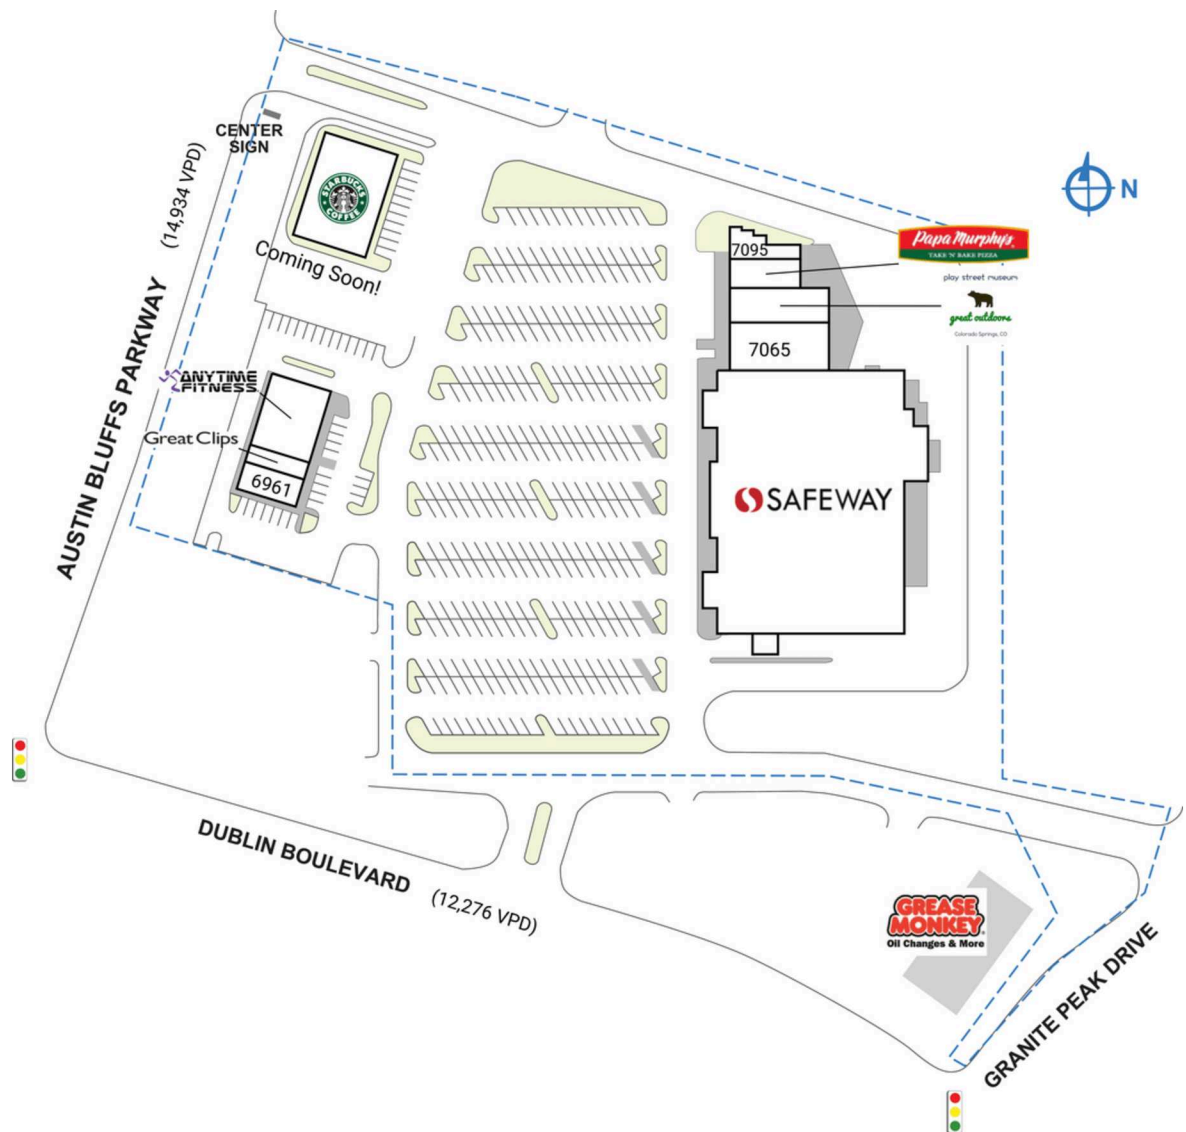 CENTER
SIGN
(14,934 VPD)
AUSTIN BLUFFS PARKWAY
STARBUCKS
COFFEE
Coming Soon!
N
7095
Papa Murphy's
TAKE 'N' BAKE PIZZA
play street museum
great outdoors
Colorado Springs, CO
7065
ANYTIME
FITNESS
Great Clips
6961
SAFEWAY
DUBLIN BOULEVARD
(12,276 VPD)
GREASE
MONKEY
Oil Changes & More
GRANITE PEAK DRIVE